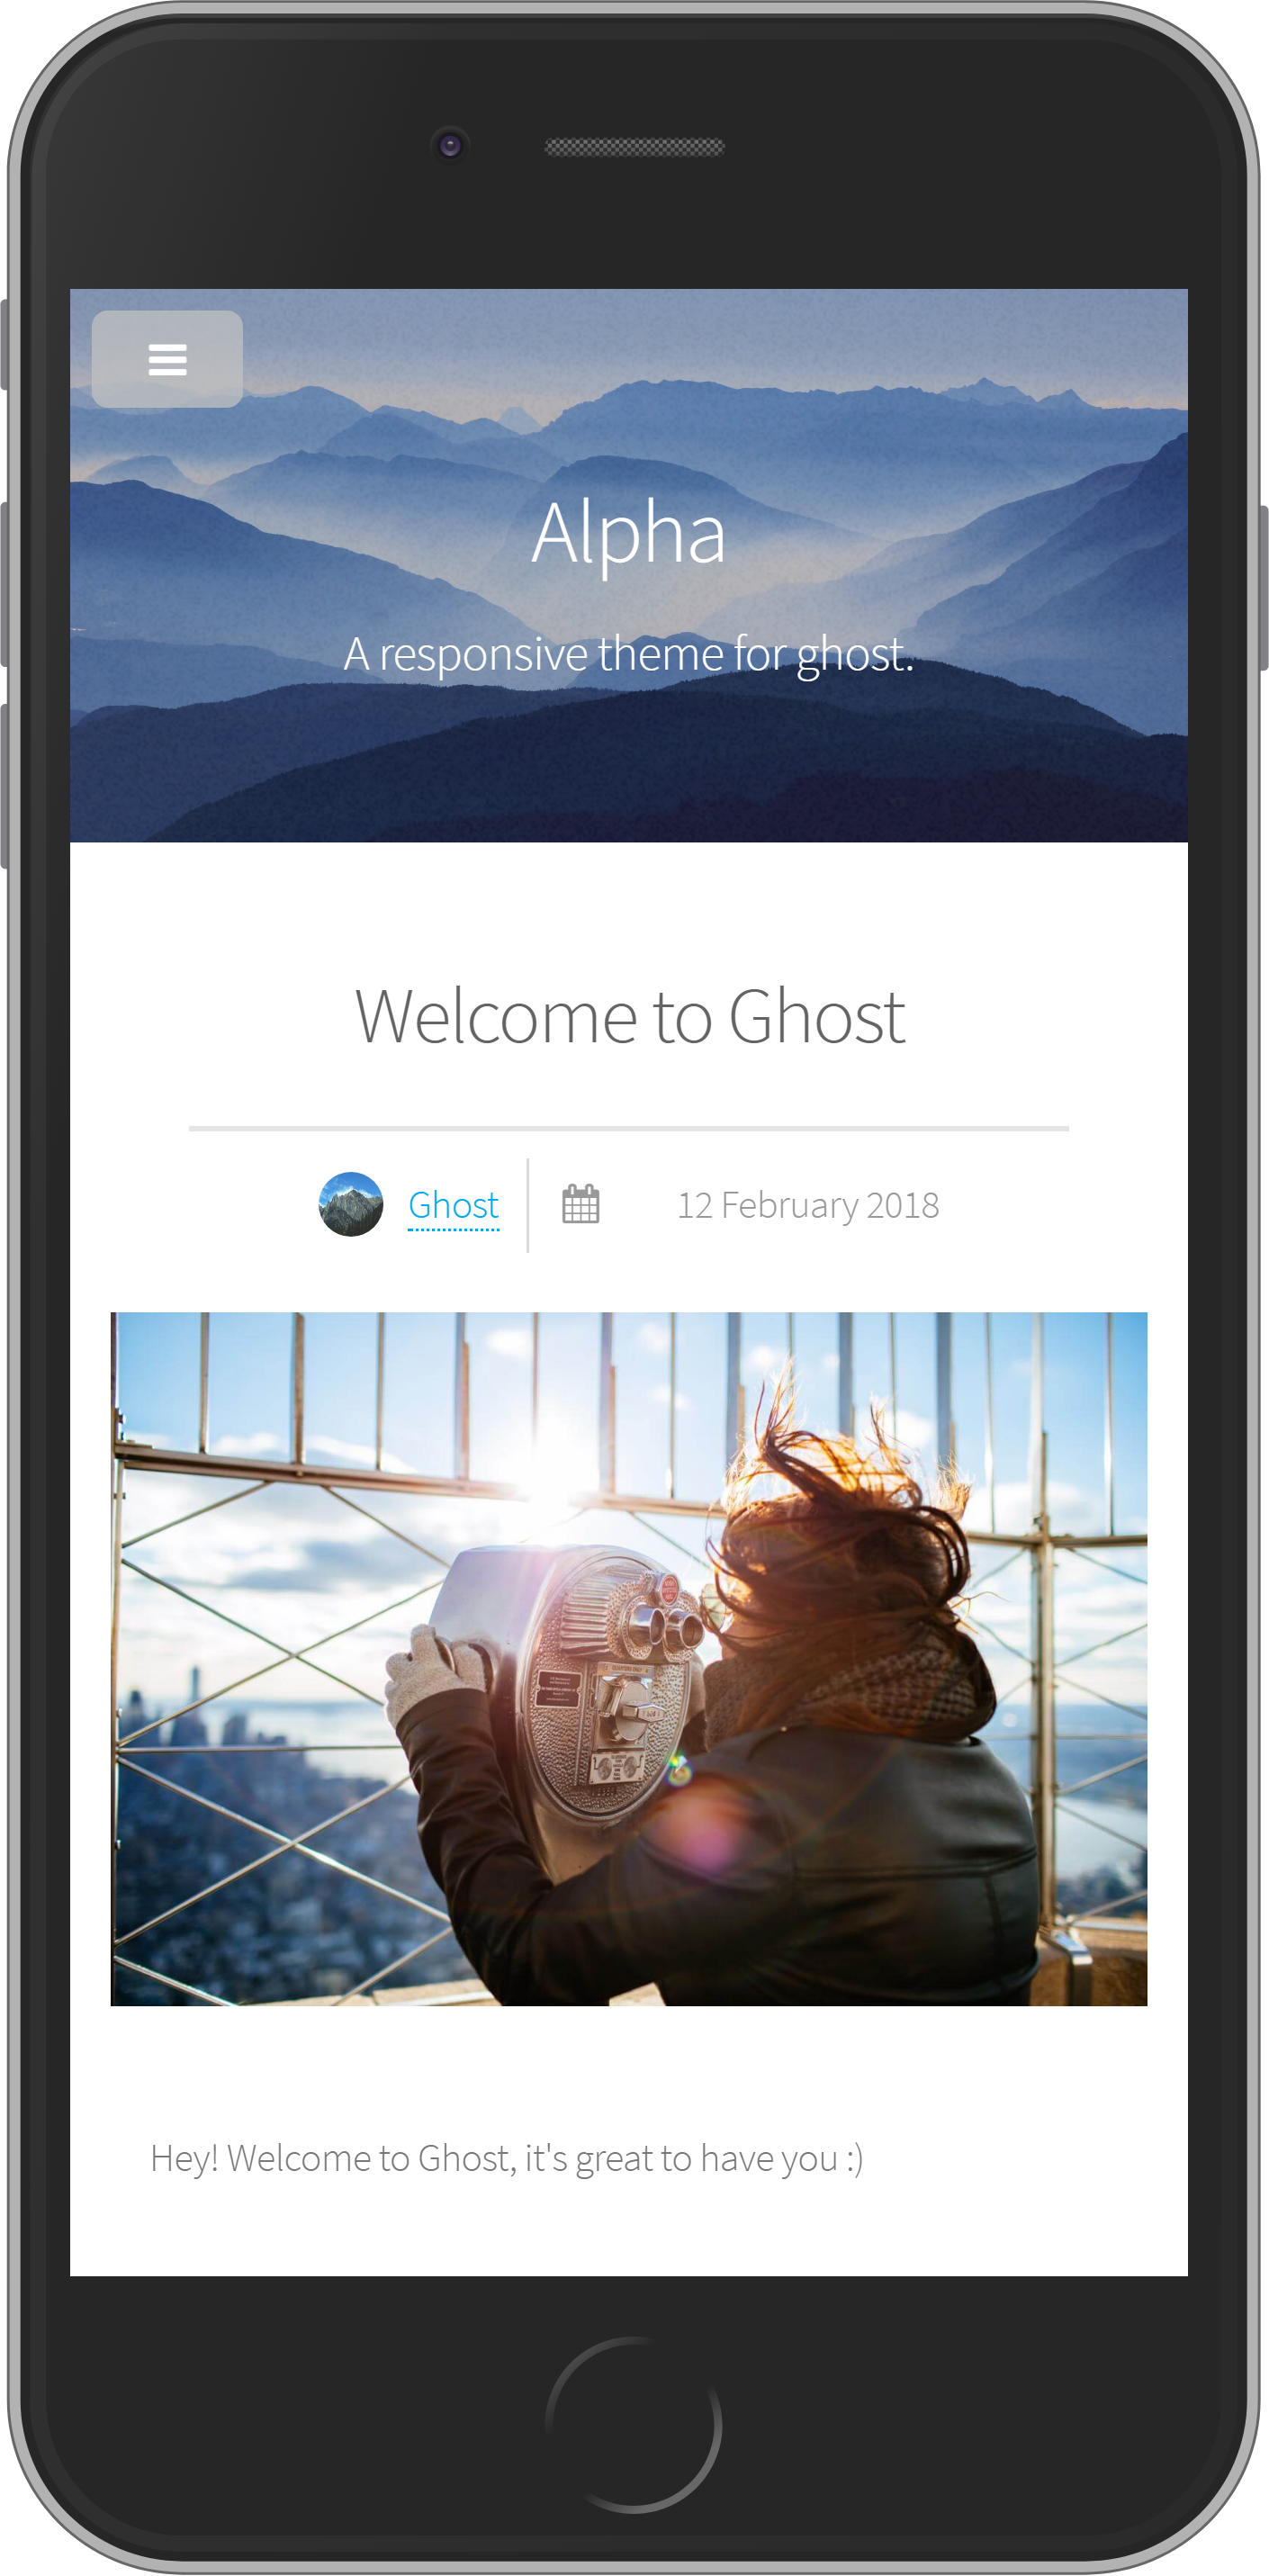 Alpha
A responsive theme for ghost.
Welcome to Ghost
Ghost
12 February 2018
Hey! Welcome to Ghost, it's great to have you :)